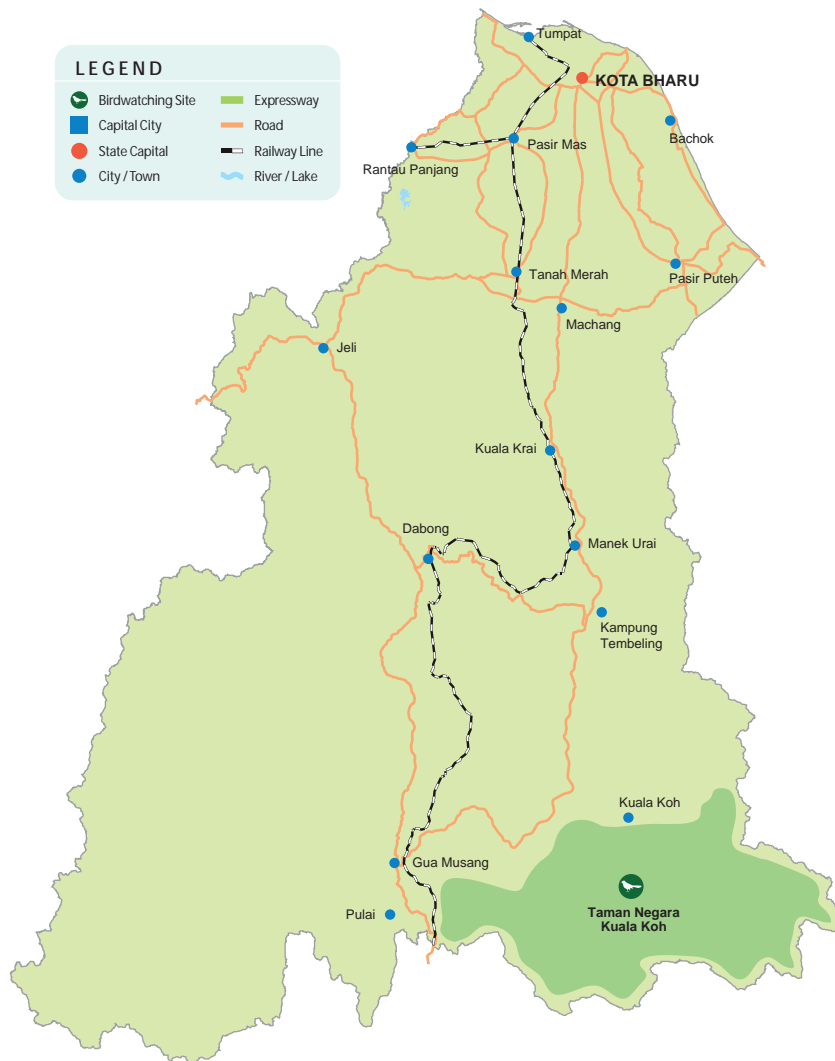 LEGEND
Birdwatching Site
Capital City
State Capital
City / Town
Expressway
Road
Railway Line
River / Lake
Tumpat
KOTA BHARU
Bachok
Pasir Mas
Rantau Panjang
Tanah Merah
Pasir Puteh
Machang
Jeli
Kuala Krai
Dabong
Manek Urai
Kampung
Tembeling
Kuala Koh
Gua Musang
Taman Negara
Kuala Koh
Pulai